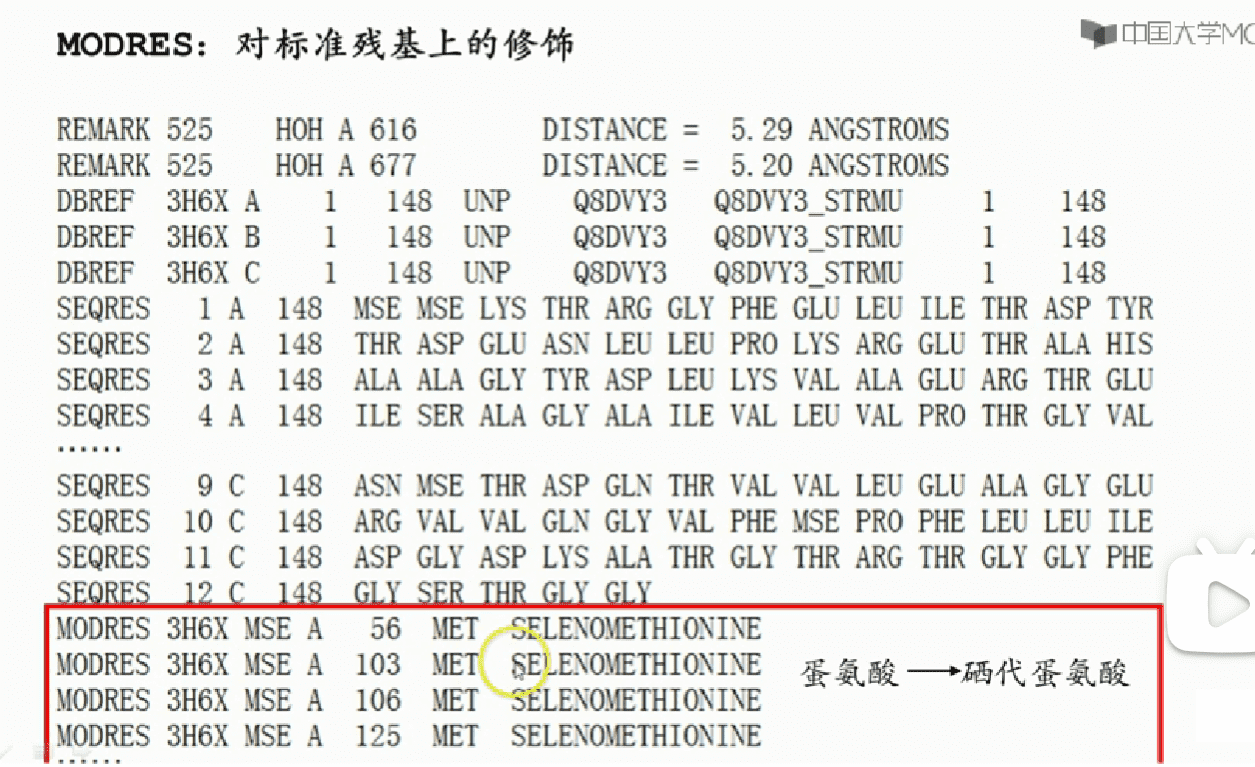 MODRES: 对标准残基上的修饰
中国大学MO
REMARK 525 HOH A 616 DISTANCE = 5.29 ANGSTROMS
REMARK 525 HOH A 677 DISTANCE = 5.20 ANGSTROMS
DBREF 3H6X A 1 148 UNP Q8DVY3 Q8DVY3_STRMU 1 148
DBREF 3H6X B 1 148 UNP Q8DVY3 Q8DVY3_STRMU 1 148
DBREF 3H6X C 1 148 UNP Q8DVY3 Q8DVY3_STRMU 1 148
SEQRES 1 A 148 MSE MSE LYS THR ARG GLY PHE GLU LEU ILE THR ASP TYR
SEQRES 2 A 148 THR ASP GLU ASN LEU LEU PRO LYS ARG GLU THR ALA HIS
SEQRES 3 A 148 ALA ALA GLY TYR ASP LEU LYS VAL ALA GLU ARG THR GLU
SEQRES 4 A 148 ILE SER ALA GLY ALA ILE VAL LEU VAL PRO THR GLY VAL
......
SEQRES 9 C 148 ASN MSE THR ASP GLN THR VAL VAL LEU GLU ALA GLY GLU
SEQRES 10 C 148 ARG VAL VAL GLN GLY VAL PHE MSE PRO PHE LEU LEU ILE
SEQRES 11 C 148 ASP GLY ASP LYS ALA THR GLY THR ARG THR GLY GLY PHE
SEQRES 12 C 148 GLY SER THR GLY GLY
MODRES 3H6X MSE A 56 MET SELENOMETHIONINE
MODRES 3H6X MSE A 103 MET SELENOMETHIONINE
蛋氨酸 → 硒代蛋氨酸
MODRES 3H6X MSE A 106 MET SELENOMETHIONINE
MODRES 3H6X MSE A 125 MET SELENOMETHIONINE
......